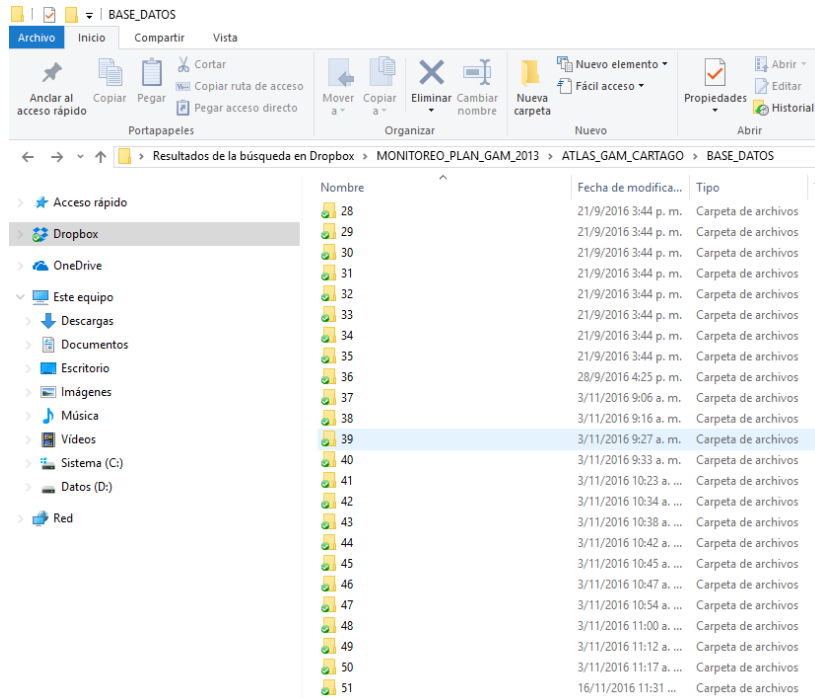 BASE_DATOS
Archivo Inicio Compartir Vista
Anclar al acceso rápido
Copiar
Pegar
Cortar
Copiar ruta de acceso
Pegar acceso directo
Portapapeles
Mover a
Copiar a
Eliminar
Cambiar nombre
Organizar
Nueva carpeta
Nuevo elemento
Fácil acceso
Nuevo
Propiedades
Abrir
Editar
Historial
Abrir
Resultados de la búsqueda en Dropbox > MONITOREO_PLAN_GAM_2013 > ATLAS_GAM_CARTAGO > BASE_DATOS
Acceso rápido
Dropbox
OneDrive
Este equipo
Descargas
Documentos
Escritorio
Imágenes
Música
Vídeos
Sistema (C:)
Datos (D:)
Red
Nombre Fecha de modifica... Tipo
28 21/9/2016 3:44 p. m. Carpeta de archivos
29 21/9/2016 3:44 p. m. Carpeta de archivos
30 21/9/2016 3:44 p. m. Carpeta de archivos
31 21/9/2016 3:44 p. m. Carpeta de archivos
32 21/9/2016 3:44 p. m. Carpeta de archivos
33 21/9/2016 3:44 p. m. Carpeta de archivos
34 21/9/2016 3:44 p. m. Carpeta de archivos
35 21/9/2016 3:44 p. m. Carpeta de archivos
36 28/9/2016 4:25 p. m. Carpeta de archivos
37 3/11/2016 9:06 a. m. Carpeta de archivos
38 3/11/2016 9:16 a. m. Carpeta de archivos
39 3/11/2016 9:27 a. m. Carpeta de archivos
40 3/11/2016 9:33 a. m. Carpeta de archivos
41 3/11/2016 10:23 a. ... Carpeta de archivos
42 3/11/2016 10:34 a. ... Carpeta de archivos
43 3/11/2016 10:38 a. ... Carpeta de archivos
44 3/11/2016 10:42 a. ... Carpeta de archivos
45 3/11/2016 10:45 a. ... Carpeta de archivos
46 3/11/2016 10:47 a. ... Carpeta de archivos
47 3/11/2016 10:54 a. ... Carpeta de archivos
48 3/11/2016 11:00 a. ... Carpeta de archivos
49 3/11/2016 11:12 a. ... Carpeta de archivos
50 3/11/2016 11:17 a. ... Carpeta de archivos
51 16/11/2016 11:31 ... Carpeta de archivos